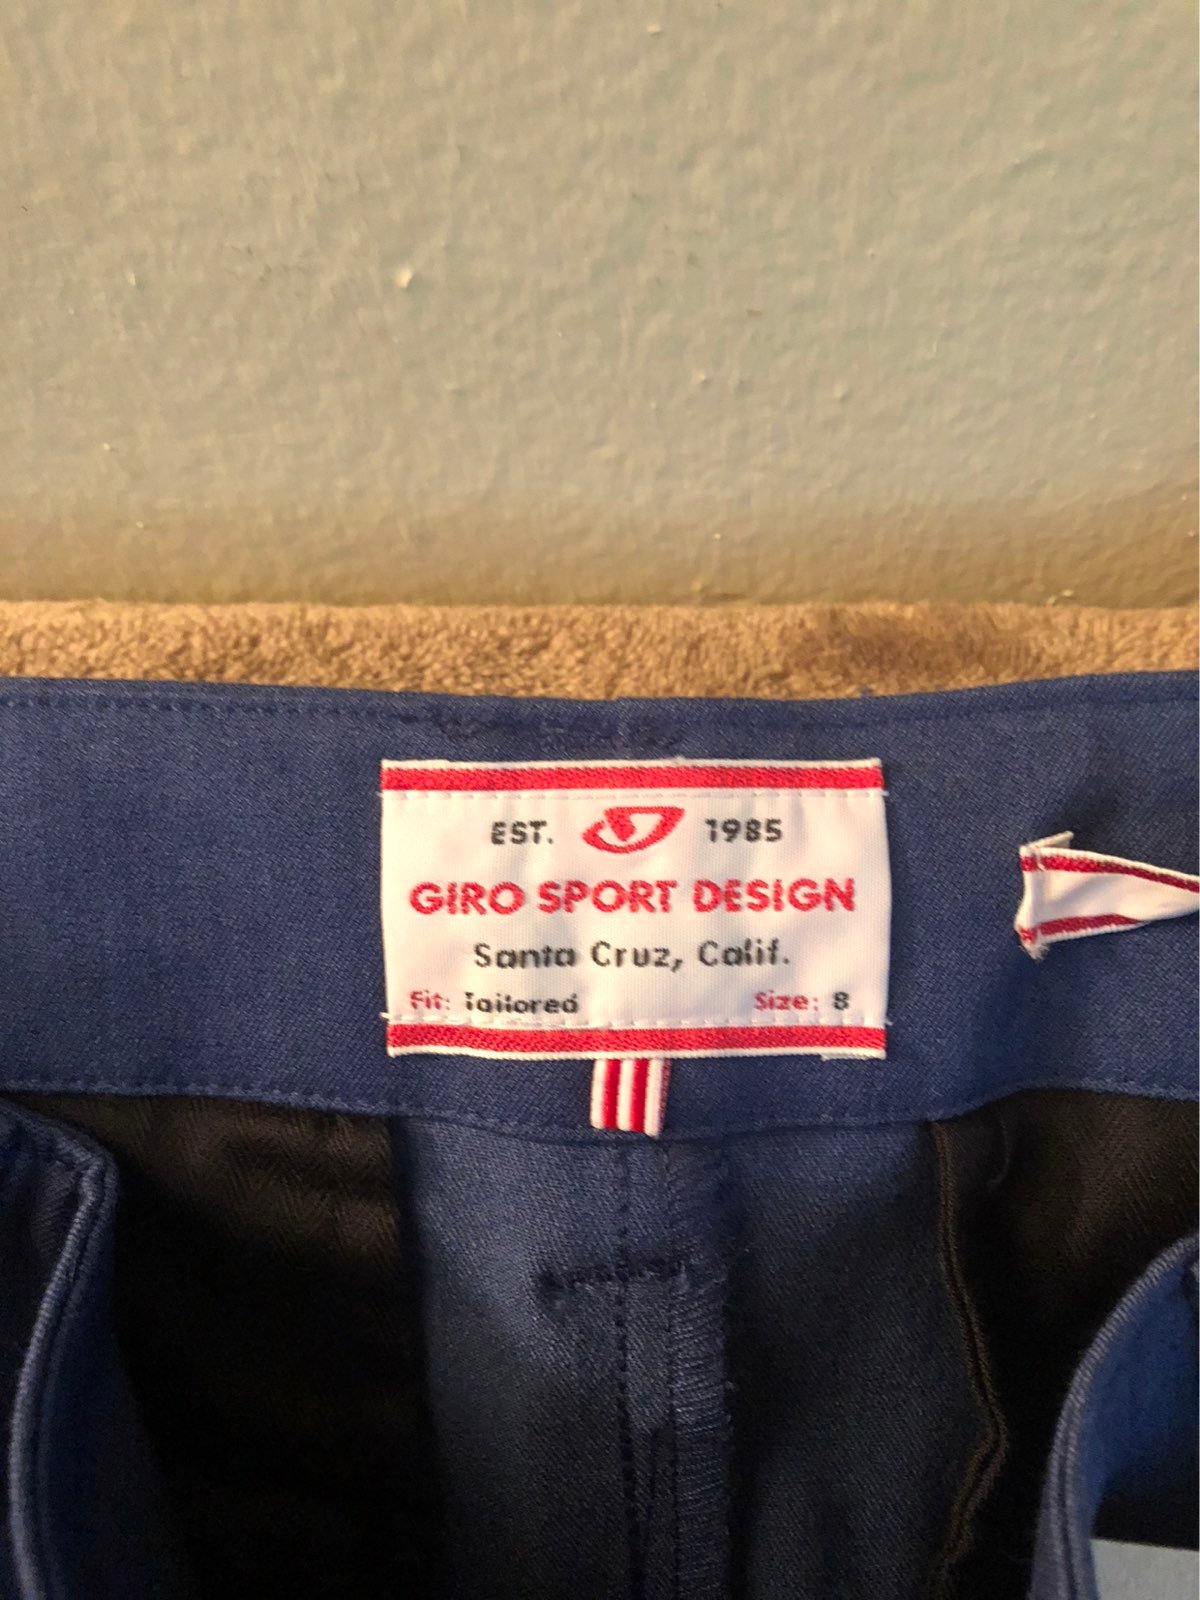 EST. 1985
GIRO SPORT DESIGN
Santa Cruz, Calif.
Fit: Tailored Size: 8